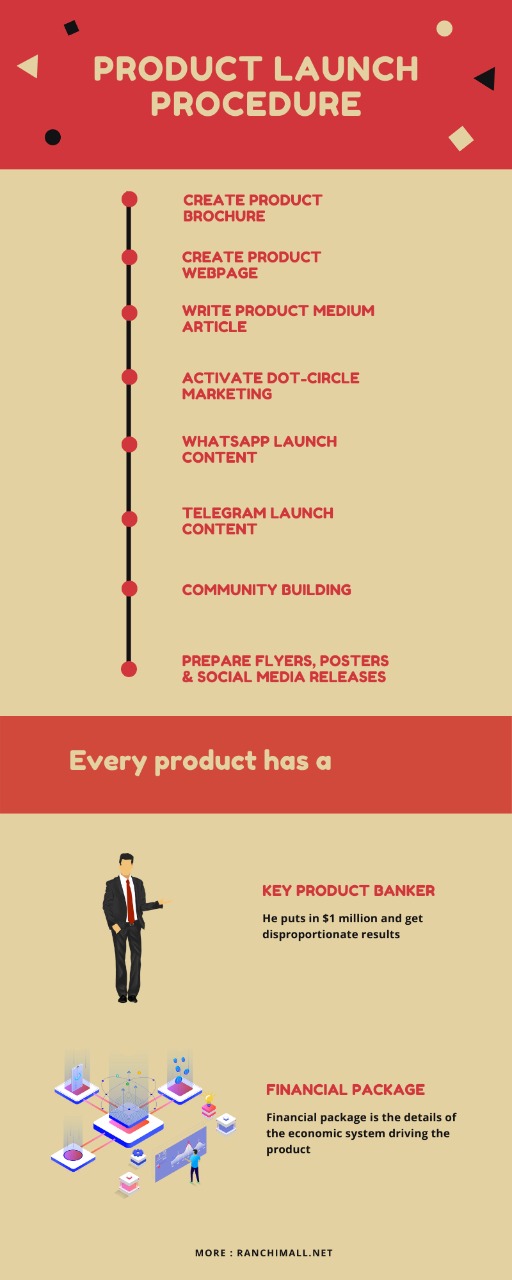 PRODUCT LAUNCH
PROCEDURE
CREATE PRODUCT
BROCHURE
CREATE PRODUCT
WEBPAGE
WRITE PRODUCT MEDIUM
ARTICLE
ACTIVATE DOT-CIRCLE
MARKETING
WHATSAPP LAUNCH
CONTENT
TELEGRAM LAUNCH
CONTENT
COMMUNITY BUILDING
PREPARE FLYERS, POSTERS
& SOCIAL MEDIA RELEASES
Every product has a
KEY PRODUCT BANKER
He puts in $1 million and get
disproportionate results
FINANCIAL PACKAGE
Financial package is the details of
the economic system driving the
product
MORE : RANCHIMALL.NET